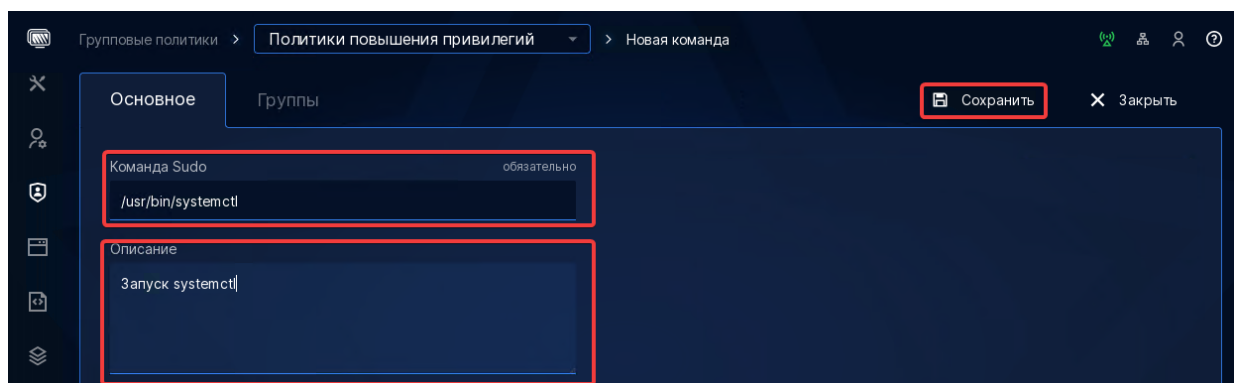 Групповые политики > Политики повышения привилегий > Новая команда
Основное Группы Сохранить Закрыть
Команда Sudo обязательно
/usr/bin/systemctl
Описание
Запуск systemctl